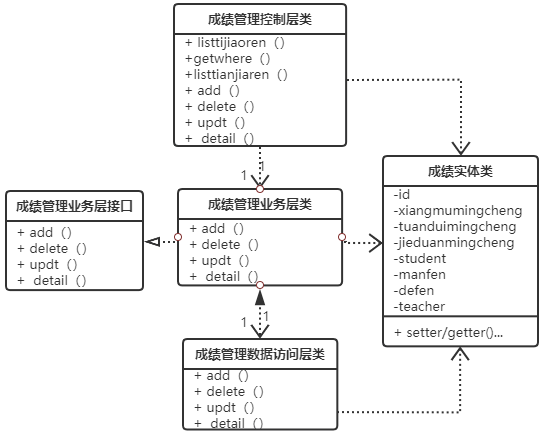 成绩管理控制层类
+ listtijiaoren（）
+getwhere（）
+listtianjiaren（）
+ add（）
+ delete（）
+ updt（）
+ detail（）
1
1
成绩管理业务层接口
+ add（）
+ delete（）
+ updt（）
+ detail（）
成绩管理业务层类
+ add（）
+ delete（）
+ updt（）
+ detail（）
成绩实体类
-id
-xiangmumingcheng
-tuanduimingcheng
-jieduanmingcheng
-student
-manfen
-defen
-teacher
+ setter/getter()...
1
1
成绩管理数据访问层类
+ add（）
+ delete（）
+ updt（）
+ detail（）